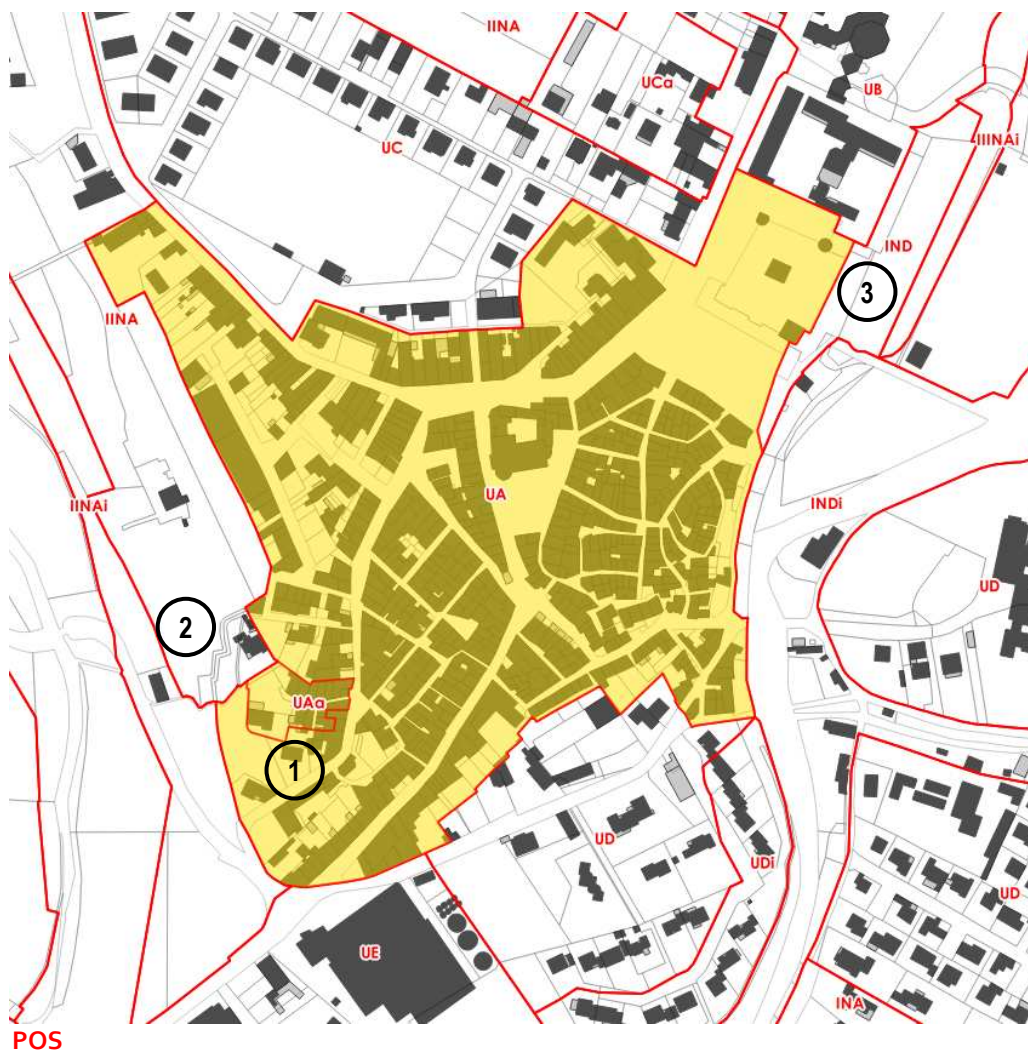 IINA
UCa
UB
UC
IIINAi
IND
3
IINA
UA
IINAi
INDi
UD
2
UAa
1
UD
UDi
UD
UE
INA
POS